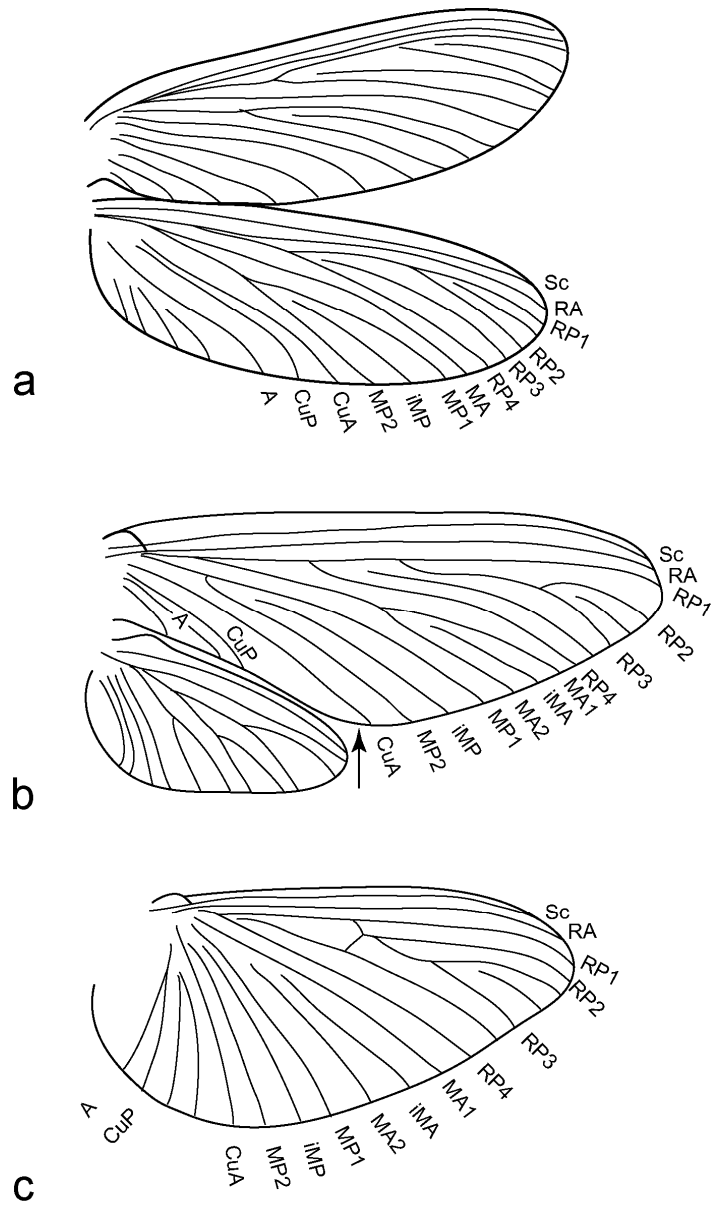 Sc
RA
RP1
RP2
RP3
RP4
MA
MP1
iMP
MP2
CuA
CuP
A
a
Sc
RA
RP1
RP2
RP3
RP4
MA1
iMA
MA2
MP1
iMP
MP2
CuA
CuP
A
b
Sc
RA
RP1
RP2
RP3
RP4
MA1
iMA
MA2
MP1
iMP
MP2
CuA
CuP
A
c